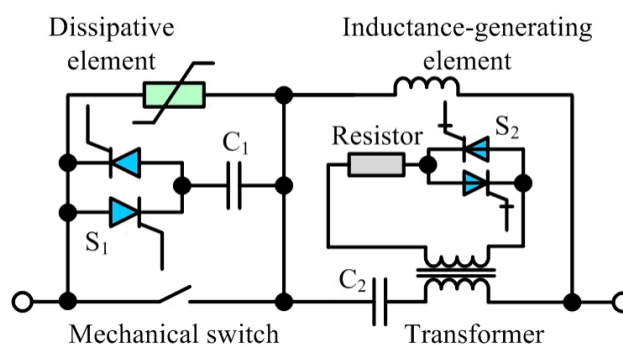 Dissipative
element
Inductance-generating
element
C1
Resistor
S2
S1
C2
Mechanical switch
Transformer